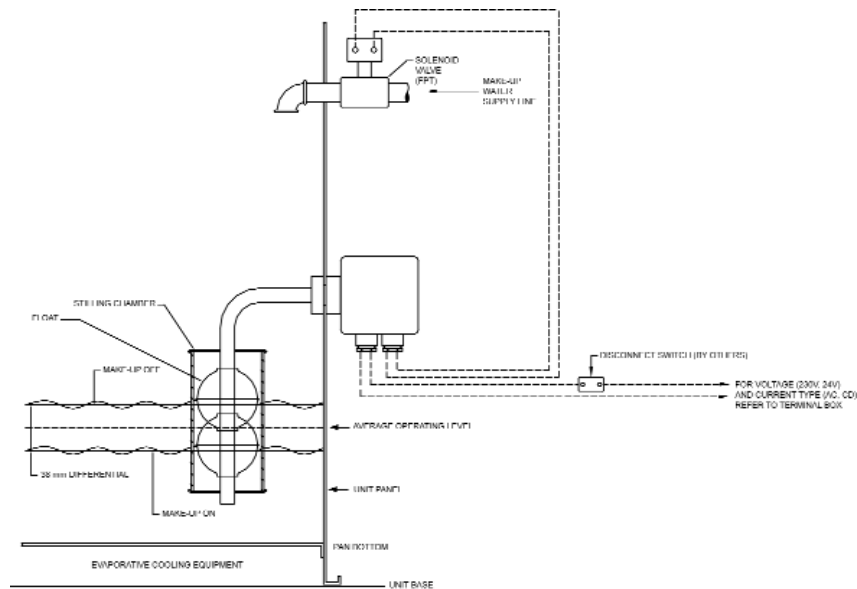 SOLENOID
VALVE
(FPT)
MAKE-UP
WATER
SUPPLY LINE
STILLING CHAMBER
FLOAT
MAKE-UP OFF
DISCONNECT SWITCH (BY OTHERS)
FOR VOLTAGE (230V, 24V)
AND CURRENT TYPE (AC, CD)
REFER TO TERMINAL BOX
AVERAGE OPERATING LEVEL
38 mm DIFFERENTIAL
UNIT PANEL
MAKE-UP ON
PAN BOTTOM
EVAPORATIVE COOLING EQUIPMENT
UNIT BASE